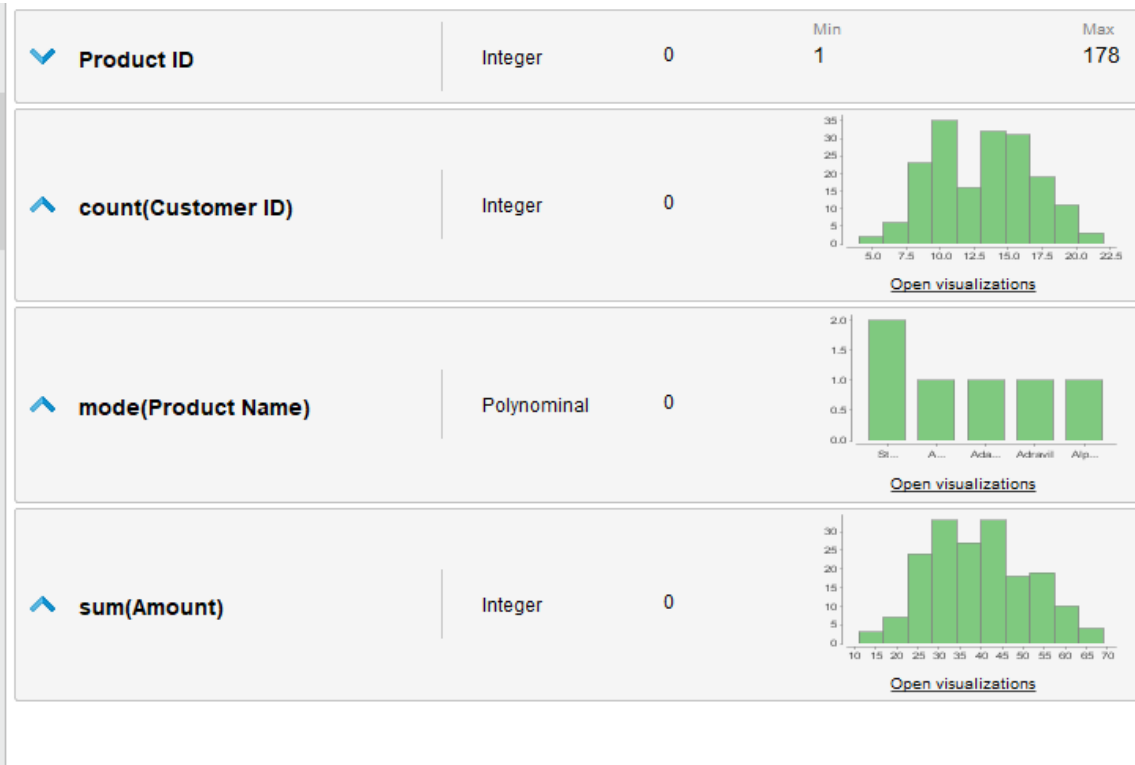 Min Max
Product ID Integer 0 1 178
35
30
25
20
15
10
5
0
count(Customer ID) Integer 0
5.0 7.5 10.0 12.5 15.0 17.5 20.0 22.5
Open visualizations
2.0
1.5
1.0
0.5
0.0
mode(Product Name) Polynominal 0
St... A... Ada... Adravil Alp...
Open visualizations
30
25
20
15
10
5
0
sum(Amount) Integer 0
10 15 20 25 30 35 40 45 50 55 60 65 70
Open visualizations